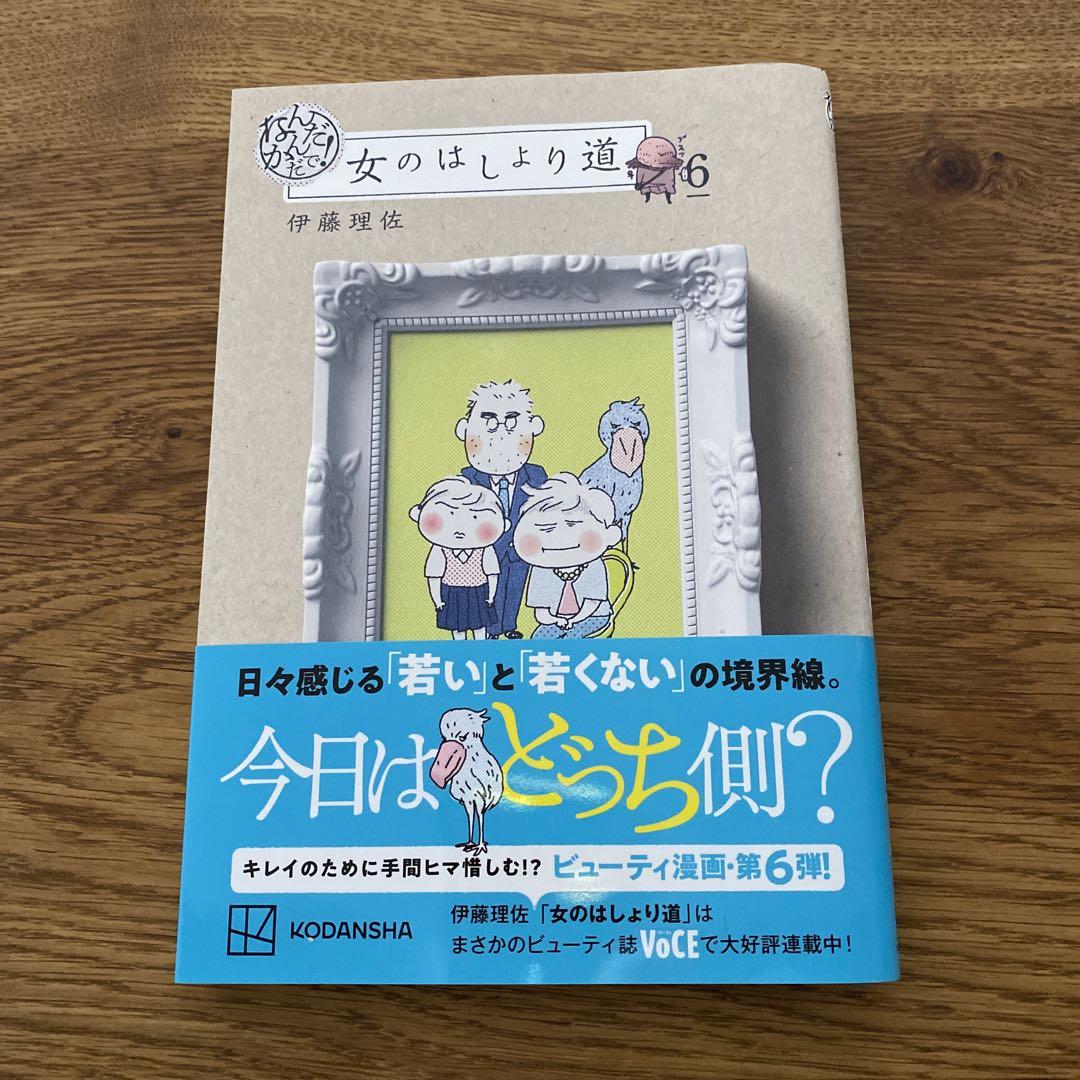 なんだかんだで!
女のはしより道
6
伊藤理佐
日々感じる「若い」と「若くない」の境界線。
今日はどっち側?
キレイのために手間ヒマ惜しむ!? ビューティ漫画・第6弾!
KODANSHA
伊藤理佐「女のはしょり道」は
まさかのビューティ誌VoCEで大好評連載中!